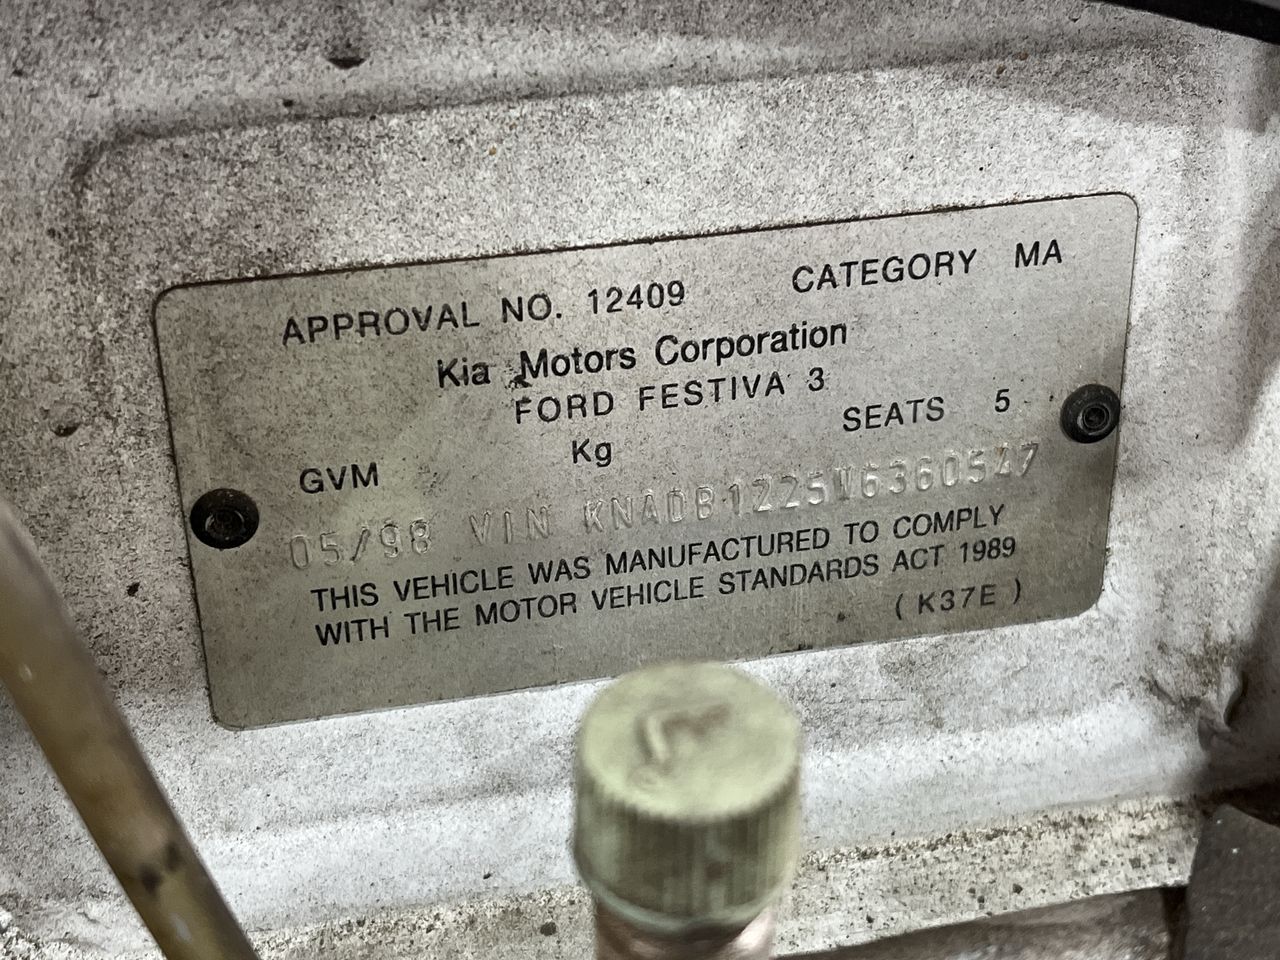 APPROVAL NO. 12409 CATEGORY MA
Kia Motors Corporation
FORD FESTIVA 3
GVM Kg SEATS 5
05/98 VIN KNADB1225W6360547
THIS VEHICLE WAS MANUFACTURED TO COMPLY
WITH THE MOTOR VEHICLE STANDARDS ACT 1989
( K37E )